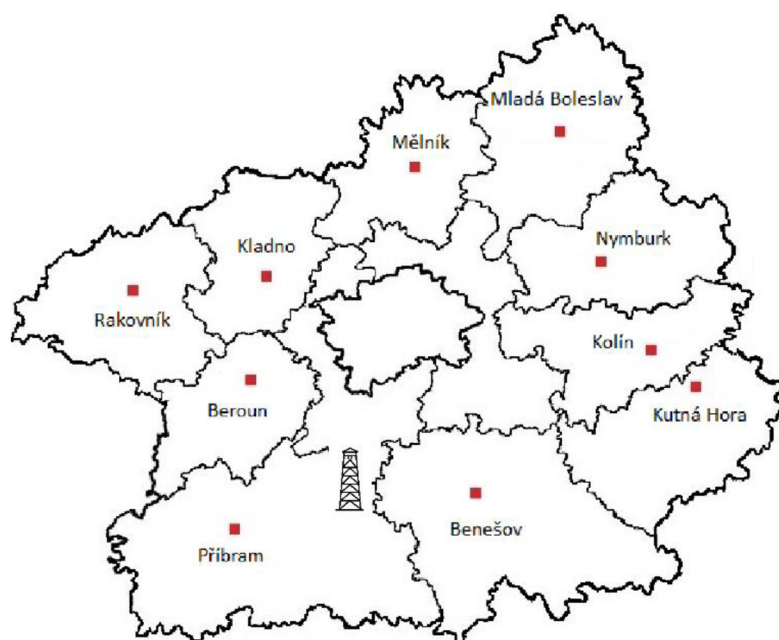 Mladá Boleslav
Mělník
Kladno
Nymburk
Rakovník
Kolín
Beroun
Kutná Hora
Benešov
Příbram